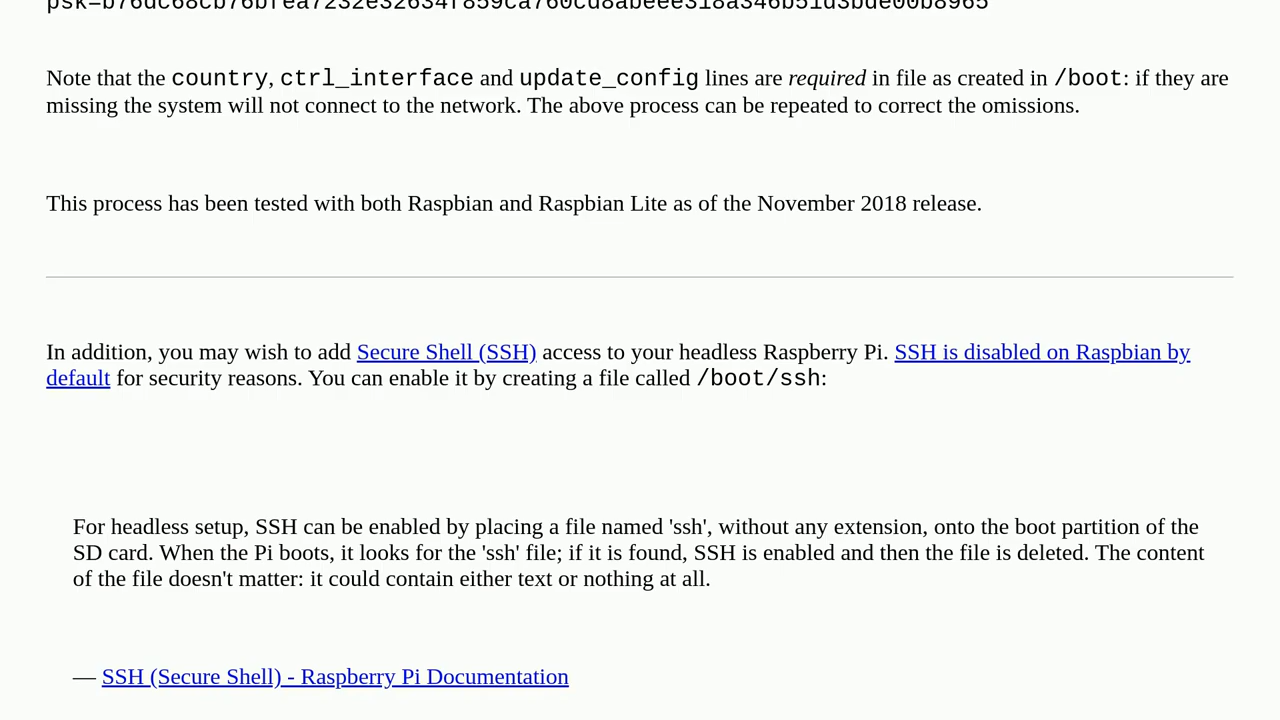 psk=b76dc68cb76bfea7232e32634f859ca760cd8abeee318a346b51d3bde00b8965
Note that the country, ctrl_interface and update_config lines are required in file as created in /boot: if they are
missing the system will not connect to the network. The above process can be repeated to correct the omissions.
This process has been tested with both Raspbian and Raspbian Lite as of the November 2018 release.
In addition, you may wish to add Secure Shell (SSH) access to your headless Raspberry Pi. SSH is disabled on Raspbian by
default for security reasons. You can enable it by creating a file called /boot/ssh:
For headless setup, SSH can be enabled by placing a file named 'ssh', without any extension, onto the boot partition of the
SD card. When the Pi boots, it looks for the 'ssh' file; if it is found, SSH is enabled and then the file is deleted. The content
of the file doesn't matter: it could contain either text or nothing at all.
— SSH (Secure Shell) - Raspberry Pi Documentation